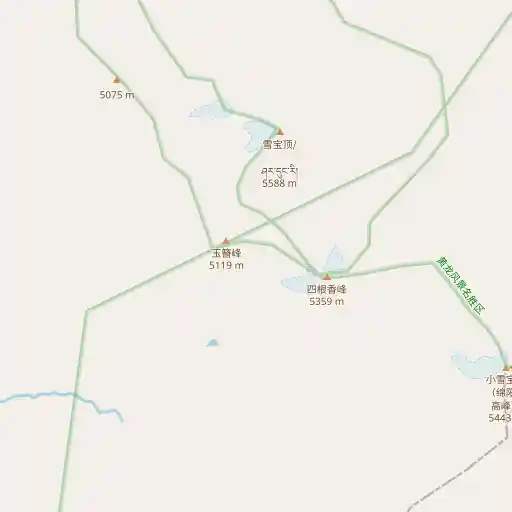 5075 m
雪宝顶/
ཤར་དུང་རི།
5588 m
玉簪峰
5119 m
四根香峰
5359 m
黄龙风景名胜区
小雪宝
(绵阳
高峰
5443